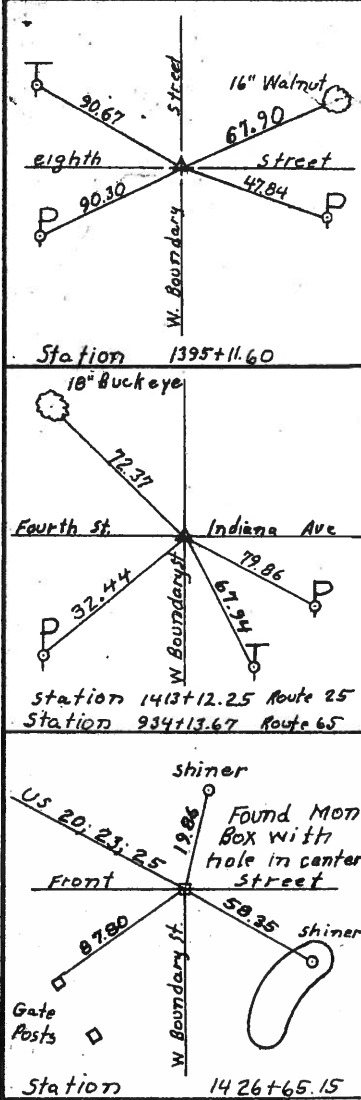 T
90.67
Street
16" Walnut
67.90
eighth
Street
90.30
47.84
P
P
W. Boundary
Station 1395+11.60
18" Buckeye
72.37
Fourth St.
Indiana Ave
32.44
W Boundary St
67.94
79.86
P
P
T
Station 1413+12.25 Route 25
Station 934+13.67 Route 65
shiner
US 20; 23; 25
19.86
Found Mon
Box with
hole in canter
Front
Street
87.80
58.35
shiner
W Boundary St.
Gate
Posts
Station 1426+65.15